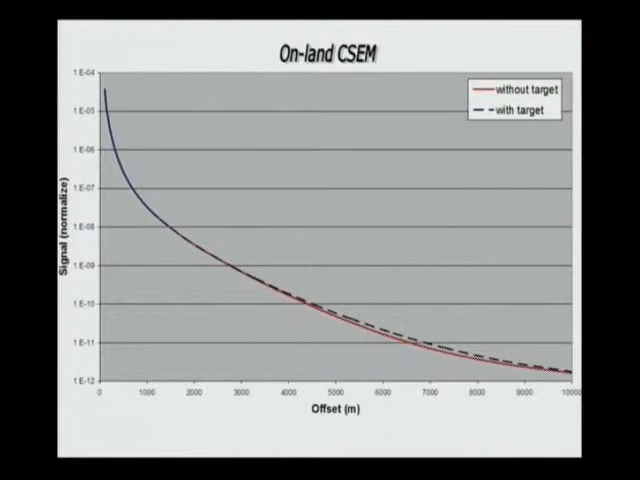 On-land CSEM
without target
with target
Signal (normalize)
1.E-04
1.E-05
1.E-06
1.E-07
1.E-08
1.E-09
1.E-10
1.E-11
1.E-12
0 1000 2000 3000 4000 5000 6000 7000 8000 9000 10000
Offset (m)